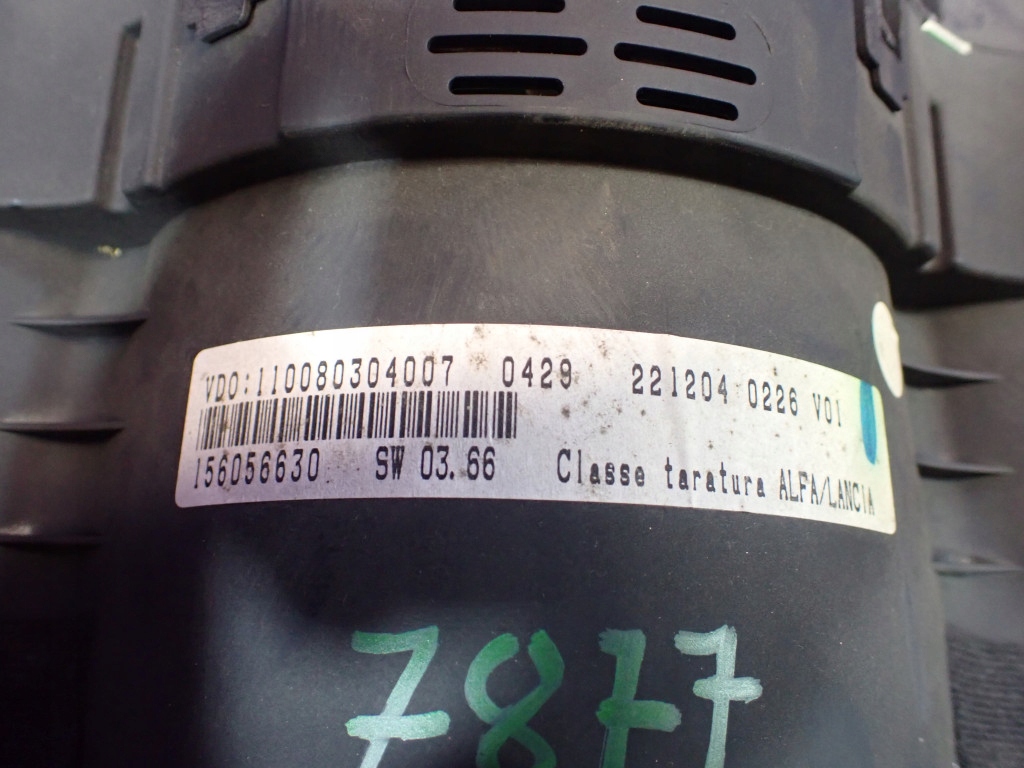 VDO:110080304007 0429 221204 0226 V01
156056630 SW 03.66 Classe taratura ALFA/LANCIA
7877